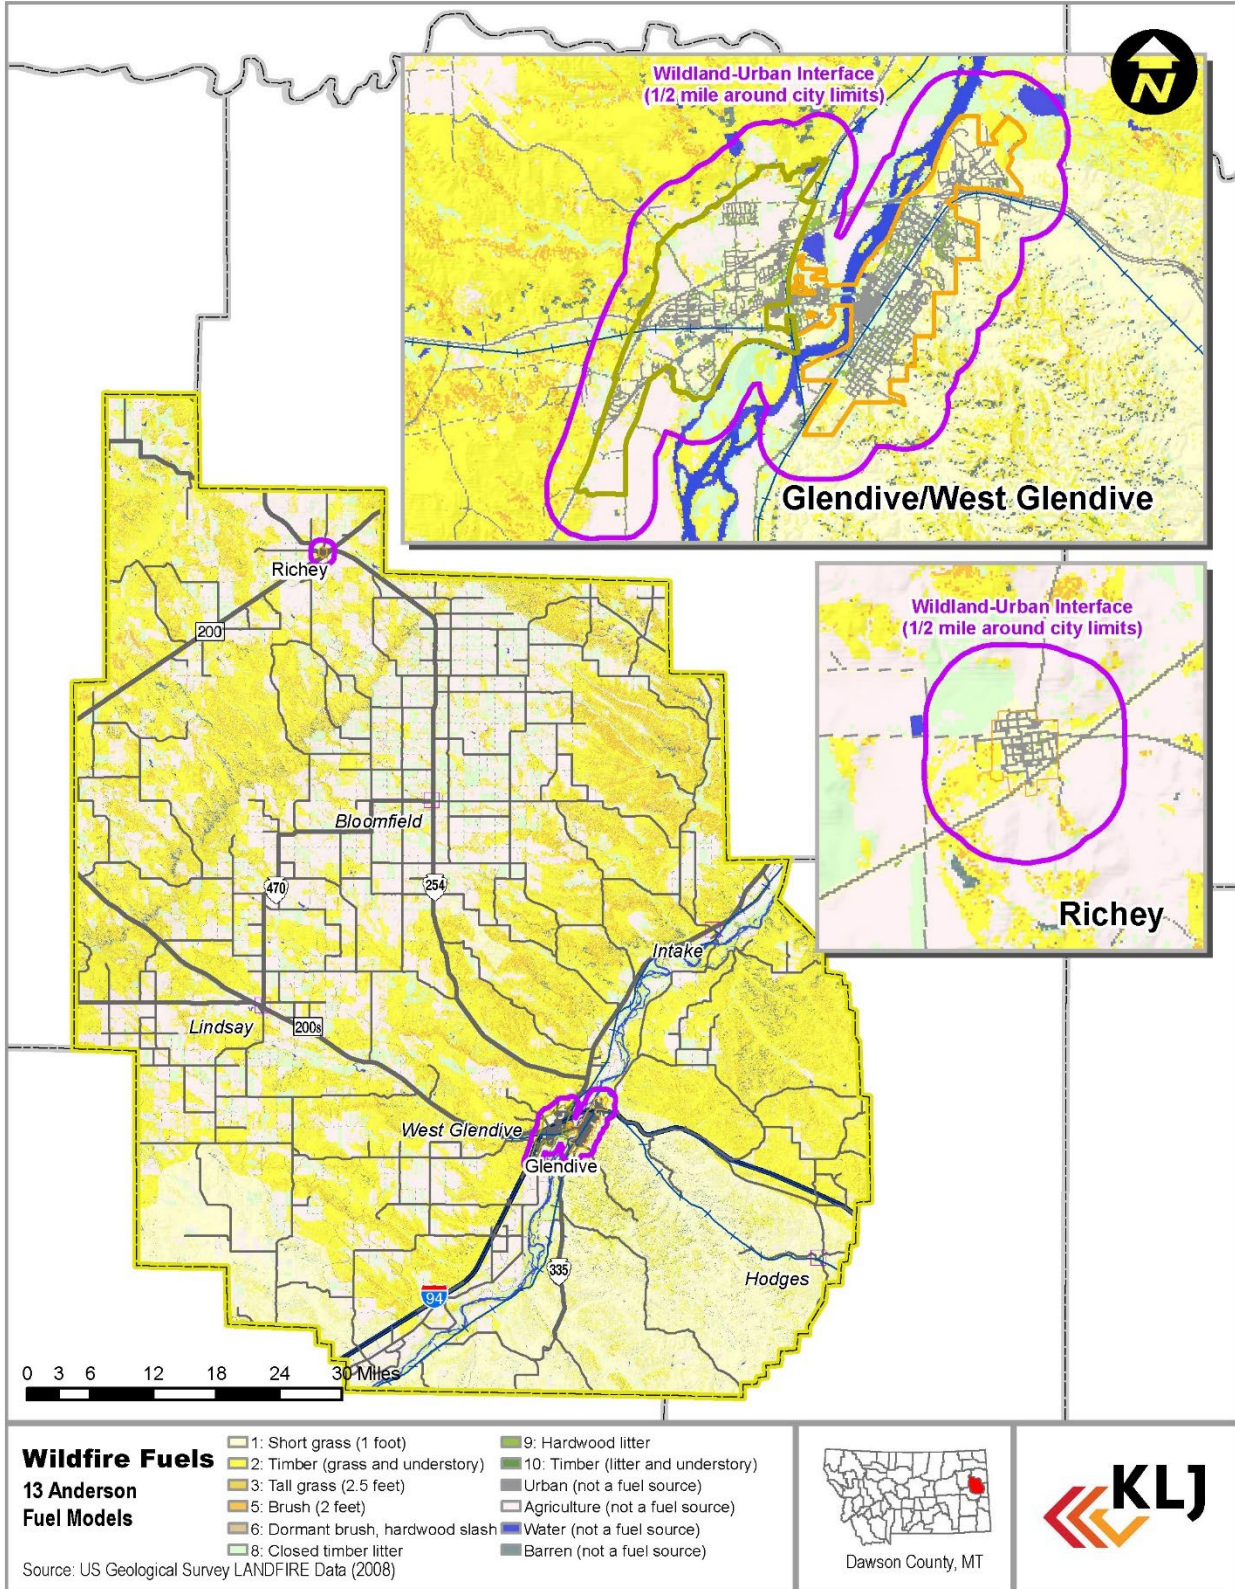 Wildland-Urban Interface
(1/2 mile around city limits)
N
Glendive/West Glendive
Richey
200
Wildland-Urban Interface
(1/2 mile around city limits)
Richey
Bloomfield
470
254
Intake
Lindsay
200s
West Glendive
Glendive
335
Hodges
94
0 3 6 12 18 24 30 Miles
Wildfire Fuels
13 Anderson
Fuel Models
1: Short grass (1 foot)
2: Timber (grass and understory)
3: Tall grass (2.5 feet)
5: Brush (2 feet)
6: Dormant brush, hardwood slash
8: Closed timber litter
9: Hardwood litter
10: Timber (litter and understory)
Urban (not a fuel source)
Agriculture (not a fuel source)
Water (not a fuel source)
Barren (not a fuel source)
Source: US Geological Survey LANDFIRE Data (2008)
Dawson County, MT
KLJ